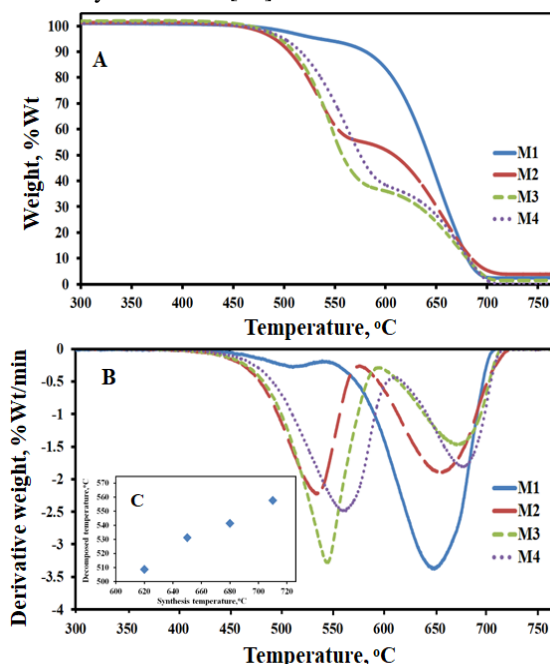 A
Weight, %Wt
100
90
80
70
60
50
40
30
20
10
0
M1
M2
M3
M4
300 350 400 450 500 550 600 650 700 750
Temperature, °C
B
Derivative weight, %Wt/min
0
-0.5
-1
-1.5
-2
-2.5
-3
-3.5
-4
C
Decomposed temperature,°C
580
570
560
550
540
530
520
510
500
600 620 640 660 680 700 720
Synthesis temperature,°C
M1
M2
M3
M4
300 350 400 450 500 550 600 650 700 750
Temperature, °C